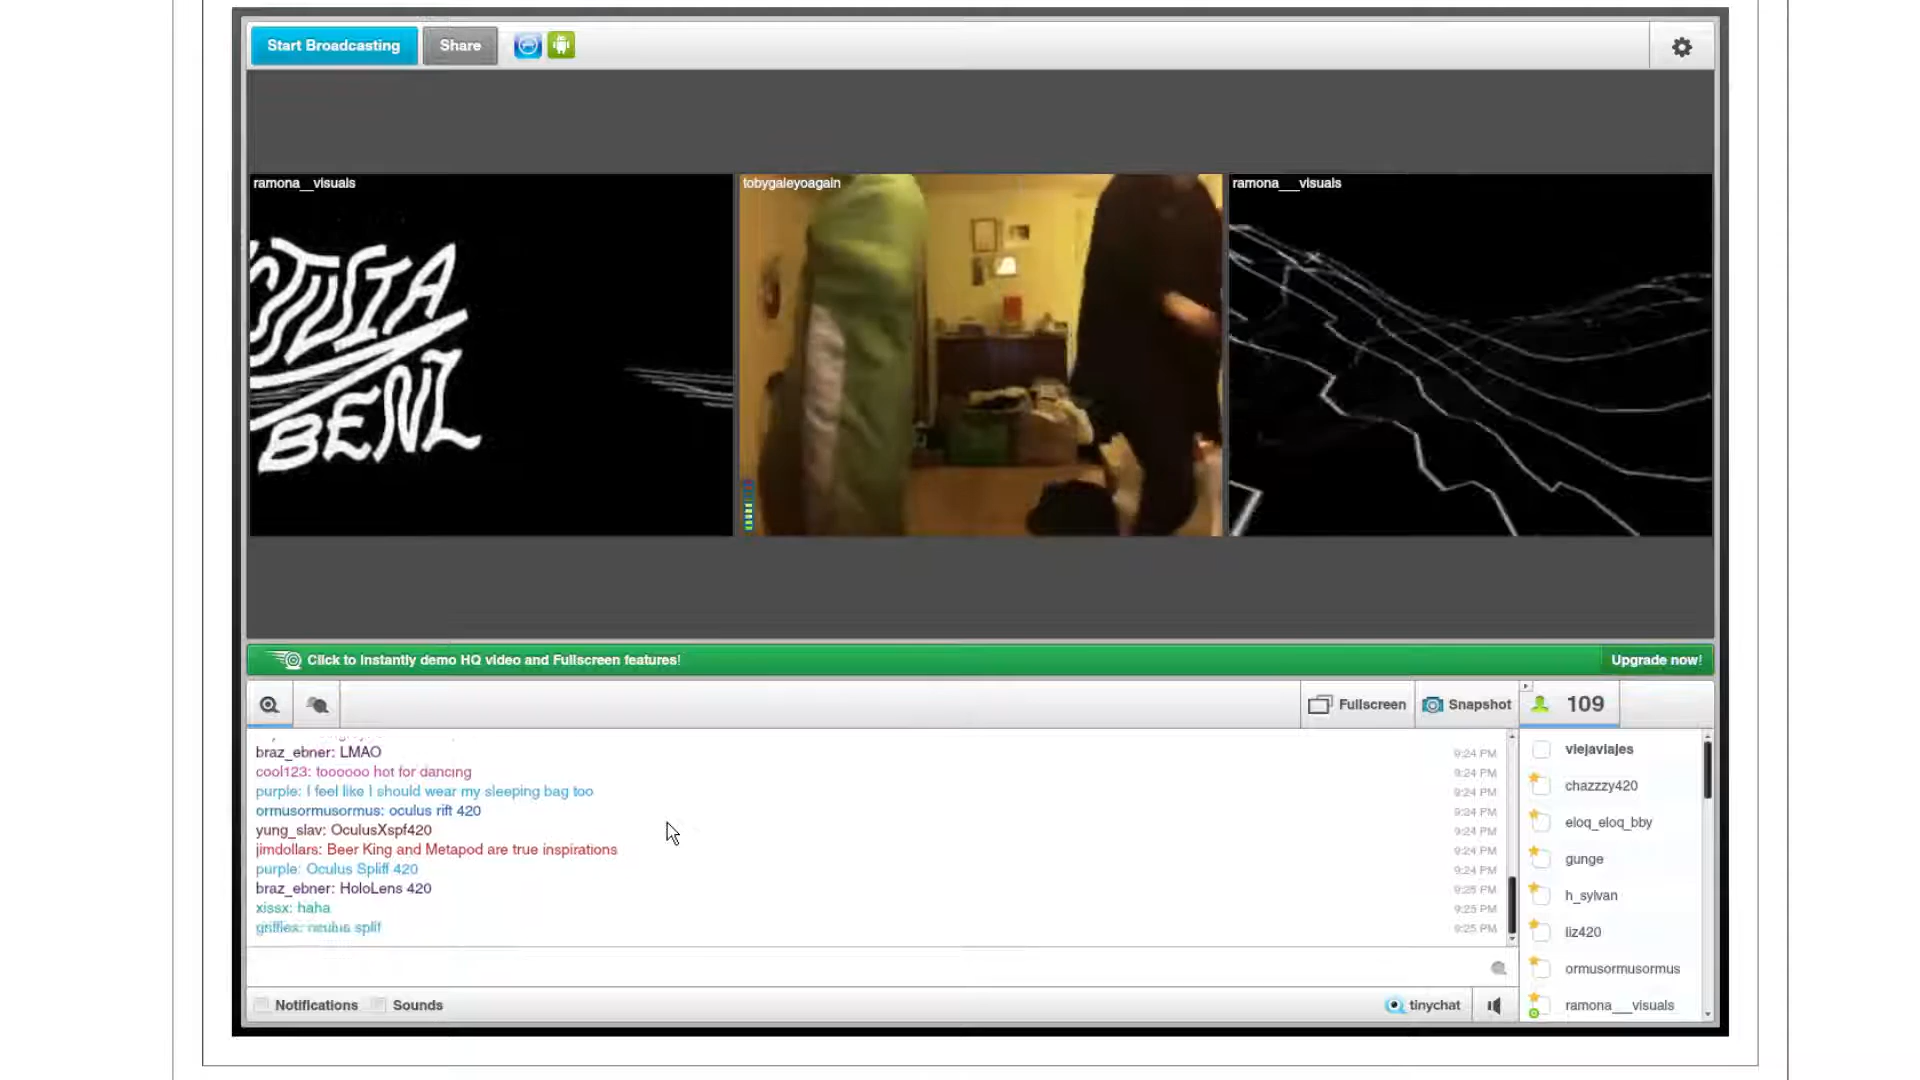 Start Broadcasting Share
ramona__visuals tobygaleyoagain ramona___visuals
BENZ
Click to instantly demo HQ video and Fullscreen features! Upgrade now!
Fullscreen Snapshot 109
braz_ebner: LMAO 9:24 PM
cool123: toooooo hot for dancing 9:24 PM
purple: I feel like I should wear my sleeping bag too 9:24 PM
ormusormusormus: oculus rift 420 9:24 PM
yung_slav: OculusXspf420 9:24 PM
jimdollars: Beer King and Metapod are true inspirations 9:24 PM
purple: Oculus Spliff 420 9:24 PM
braz_ebner: HoloLens 420 9:25 PM
xissx: haha 9:25 PM
split 9:25 PM
viejaviajes
chazzzy420
eloq_eloq_bby
gunge
h_sylvan
liz420
ormusormusormus
ramona___visuals
Notifications Sounds tinychat